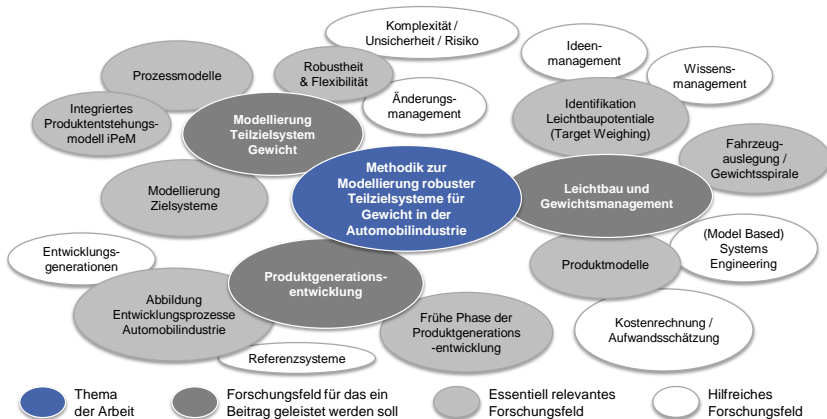 Komplexität /
Unsicherheit / Risiko
Ideen-
management
Prozessmodelle
Robustheit
& Flexibilität
Wissens-
management
Integriertes
Produktentstehungs-
modell iPeM
Änderungs-
management
Identifikation
Leichtbaupotentiale
(Target Weighing)
Modellierung
Teilzielsystem
Gewicht
Fahrzeug-
auslegung /
Gewichtsspirale
Methodik zur
Modellierung robuster
Teilzielsysteme für
Gewicht in der
Automobilindustrie
Modellierung
Zielsysteme
Leichtbau und
Gewichtsmanagement
Entwicklungs-
generationen
(Model Based)
Systems
Engineering
Produktgenerations-
entwicklung
Produktmodelle
Abbildung
Entwicklungsprozesse
Automobilindustrie
Frühe Phase der
Produktgenerations
-entwicklung
Kostenrechnung /
Aufwandsschätzung
Referenzsysteme
Thema
der Arbeit
Forschungsfeld für das ein
Beitrag geleistet werden soll
Essentiell relevantes
Forschungsfeld
Hilfreiches
Forschungsfeld